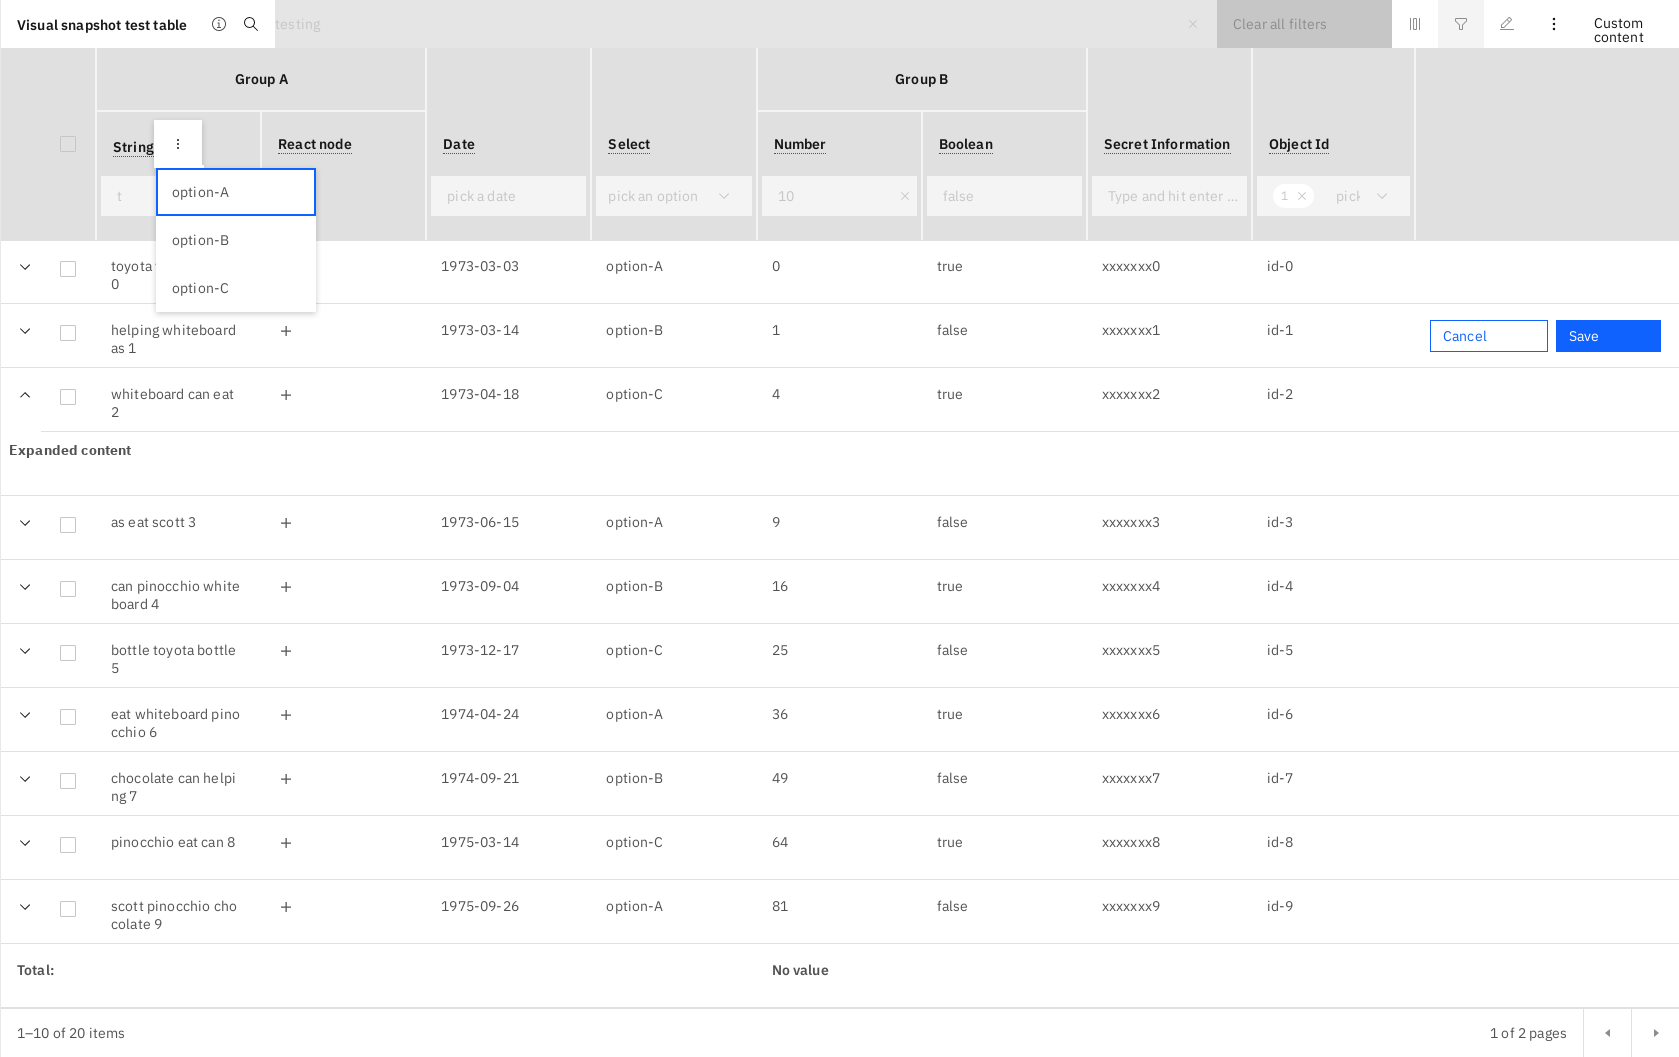 Visual snapshot test table
testing
Clear all filters
Custom
content
Group A
Group B
String
React node
Date
Select
Number
Boolean
Secret Information
Object Id
t
pick a date
pick an option
10
false
Type and hit enter ...
1
pick
option-A
option-B
option-C
toyota
0
1973-03-03
option-A
0
true
xxxxxxx0
id-0
helping whiteboard
as 1
1973-03-14
option-B
1
false
xxxxxxx1
id-1
Cancel
Save
whiteboard can eat
2
1973-04-18
option-C
4
true
xxxxxxx2
id-2
Expanded content
as eat scott 3
1973-06-15
option-A
9
false
xxxxxxx3
id-3
can pinocchio white
board 4
1973-09-04
option-B
16
true
xxxxxxx4
id-4
bottle toyota bottle
5
1973-12-17
option-C
25
false
xxxxxxx5
id-5
eat whiteboard pino
cchio 6
1974-04-24
option-A
36
true
xxxxxxx6
id-6
chocolate can helpi
ng 7
1974-09-21
option-B
49
false
xxxxxxx7
id-7
pinocchio eat can 8
1975-03-14
option-C
64
true
xxxxxxx8
id-8
scott pinocchio cho
colate 9
1975-09-26
option-A
81
false
xxxxxxx9
id-9
Total:
No value
1–10 of 20 items
1 of 2 pages